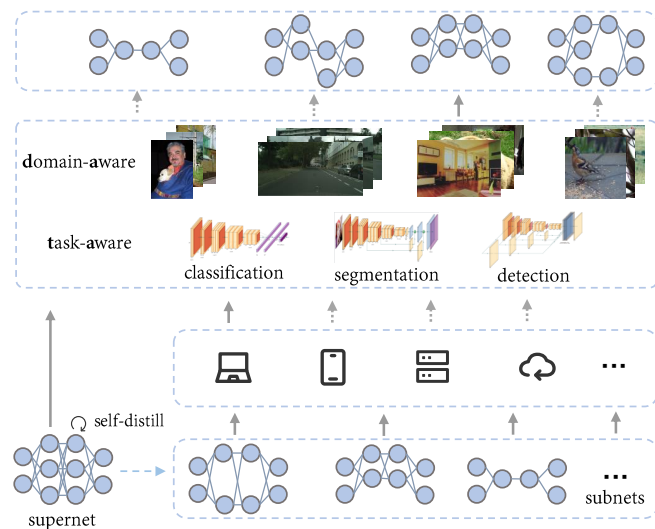 domain-aware
task-aware
classification
segmentation
detection
...
self-distill
supernet
...
subnets